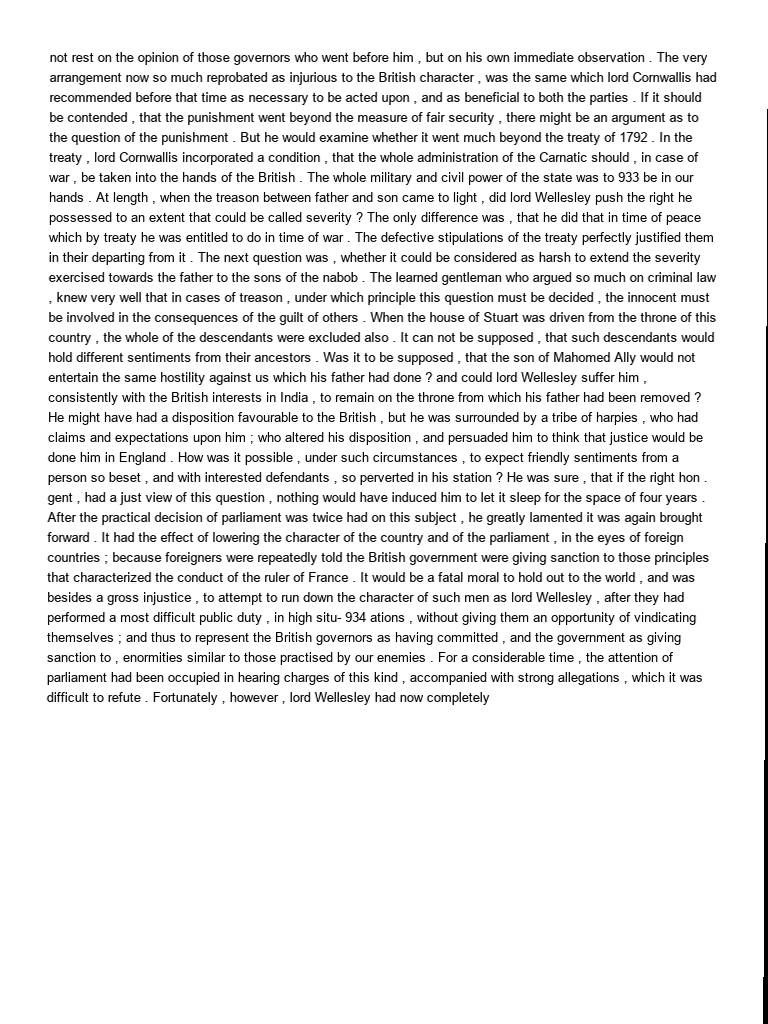 not rest on the opinion of those governors who went before him , but on his own immediate observation . The very
arrangement now so much reprobated as injurious to the British character , was the same which lord Cornwallis had
recommended before that time as necessary to be acted upon , and as beneficial to both the parties . If it should
be contended , that the punishment went beyond the measure of fair security , there might be an argument as to
the question of the punishment . But he would examine whether it went much beyond the treaty of 1792 . In the
treaty , lord Cornwallis incorporated a condition , that the whole administration of the Carnatic should , in case of
war , be taken into the hands of the British . The whole military and civil power of the state was to 933 be in our
hands . At length , when the treason between father and son came to light , did lord Wellesley push the right he
possessed to an extent that could be called severity ? The only difference was , that he did that in time of peace
which by treaty he was entitled to do in time of war . The defective stipulations of the treaty perfectly justified them
in their departing from it . The next question was , whether it could be considered as harsh to extend the severity
exercised towards the father to the sons of the nabob . The learned gentleman who argued so much on criminal law
, knew very well that in cases of treason , under which principle this question must be decided , the innocent must
be involved in the consequences of the guilt of others . When the house of Stuart was driven from the throne of this
country , the whole of the descendants were excluded also . It can not be supposed , that such descendants would
hold different sentiments from their ancestors . Was it to be supposed , that the son of Mahomed Ally would not
entertain the same hostility against us which his father had done ? and could lord Wellesley suffer him ,
consistently with the British interests in India , to remain on the throne from which his father had been removed ?
He might have had a disposition favourable to the British , but he was surrounded by a tribe of harpies , who had
claims and expectations upon him ; who altered his disposition , and persuaded him to think that justice would be
done him in England . How was it possible , under such circumstances , to expect friendly sentiments from a
person so beset , and with interested defendants , so perverted in his station ? He was sure , that if the right hon .
gent , had a just view of this question , nothing would have induced him to let it sleep for the space of four years .
After the practical decision of parliament was twice had on this subject , he greatly lamented it was again brought
forward . It had the effect of lowering the character of the country and of the parliament , in the eyes of foreign
countries ; because foreigners were repeatedly told the British government were giving sanction to those principles
that characterized the conduct of the ruler of France . It would be a fatal moral to hold out to the world , and was
besides a gross injustice , to attempt to run down the character of such men as lord Wellesley , after they had
performed a most difficult public duty , in high situ- 934 ations , without giving them an opportunity of vindicating
themselves ; and thus to represent the British governors as having committed , and the government as giving
sanction to , enormities similar to those practised by our enemies . For a considerable time , the attention of
parliament had been occupied in hearing charges of this kind , accompanied with strong allegations , which it was
difficult to refute . Fortunately , however , lord Wellesley had now completely